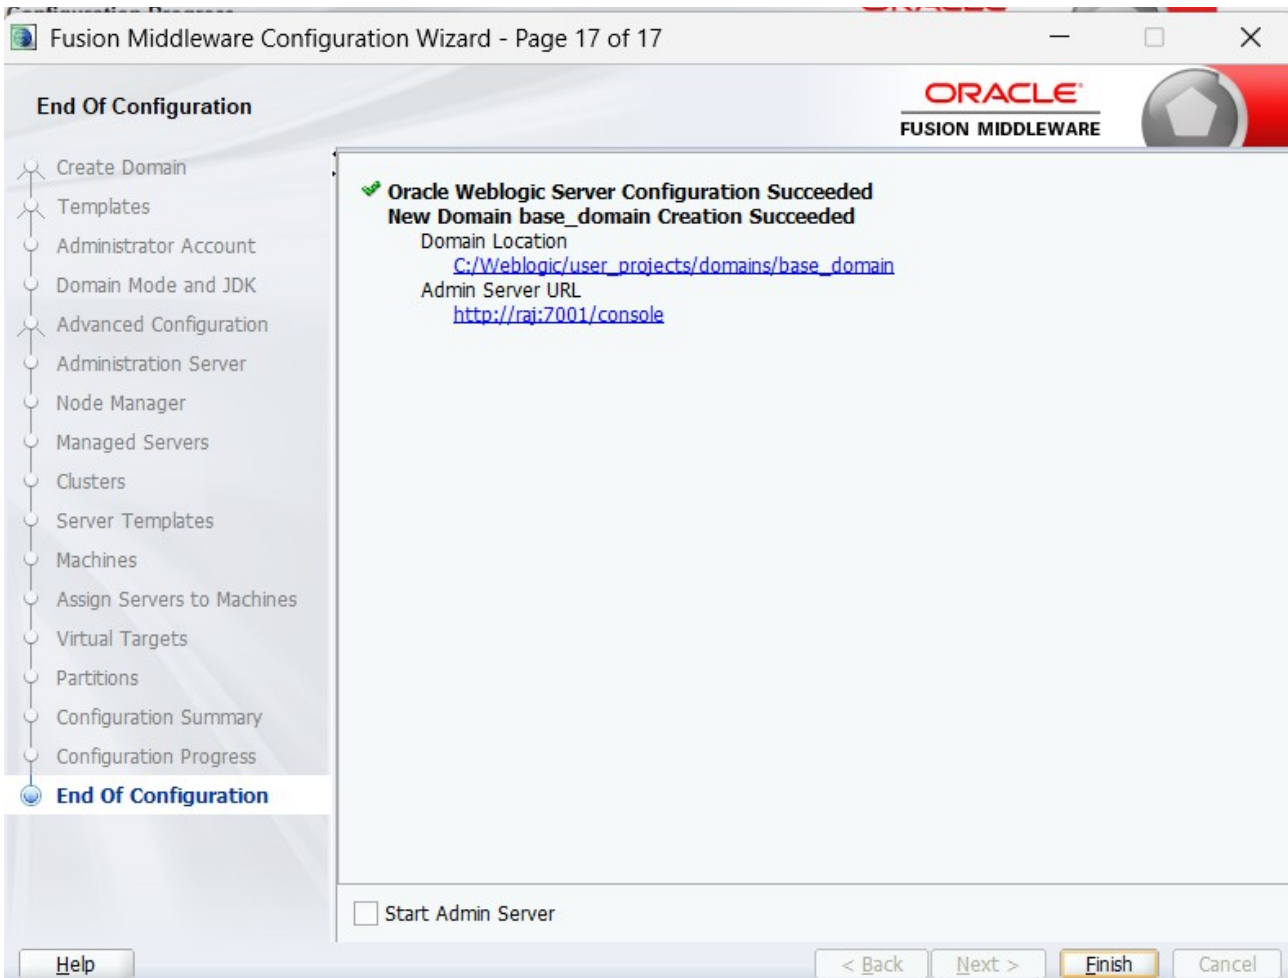 Configuration Progress
ORACLE
Fusion Middleware Configuration Wizard - Page 17 of 17
End Of Configuration
ORACLE
FUSION MIDDLEWARE
Create Domain
Templates
Administrator Account
Domain Mode and JDK
Advanced Configuration
Administration Server
Node Manager
Managed Servers
Clusters
Server Templates
Machines
Assign Servers to Machines
Virtual Targets
Partitions
Configuration Summary
Configuration Progress
End Of Configuration
Oracle Weblogic Server Configuration Succeeded
New Domain base_domain Creation Succeeded
Domain Location
C:/Weblogic/user_projects/domains/base_domain
Admin Server URL
http://raj:7001/console
Start Admin Server
Help
< Back
Next >
Finish
Cancel